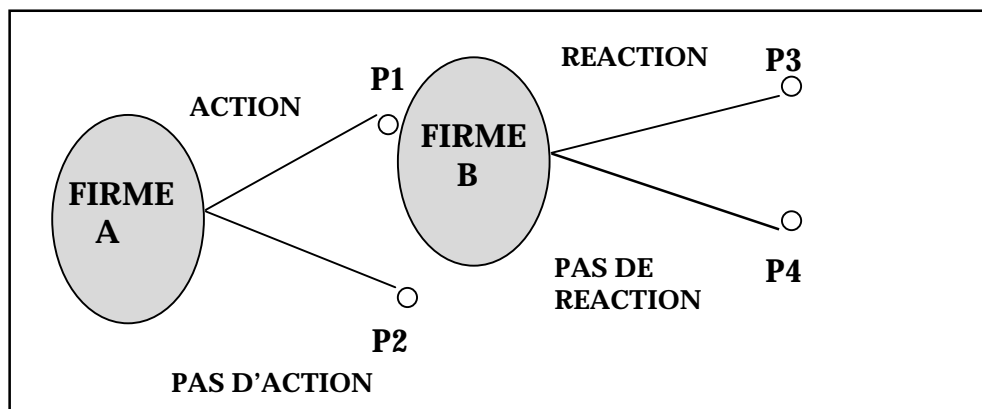 ACTION
P1
FIRME
A
P2
PAS D'ACTION
FIRME
B
REACTION
P3
PAS DE
REACTION
P4